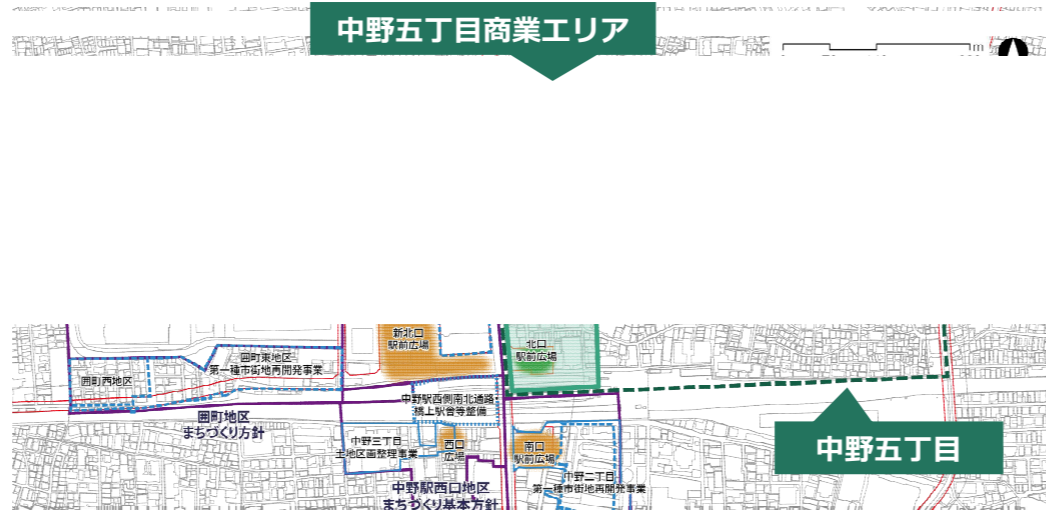 中野五丁目商業エリア
m
新北口
駅前広場
北口
駅前広場
囲町東地区
第一種市街地再開発事業
囲町西地区
中野駅西側南北通路
橋上駅舎等整備
囲町地区
まちづくり方針
中野三丁目
土地区画整理事業
西口
広場
南口
駅前広場
中野五丁目
中野二丁目
第一種市街地再開発事業
中野駅西口地区
まちづくり基本方針